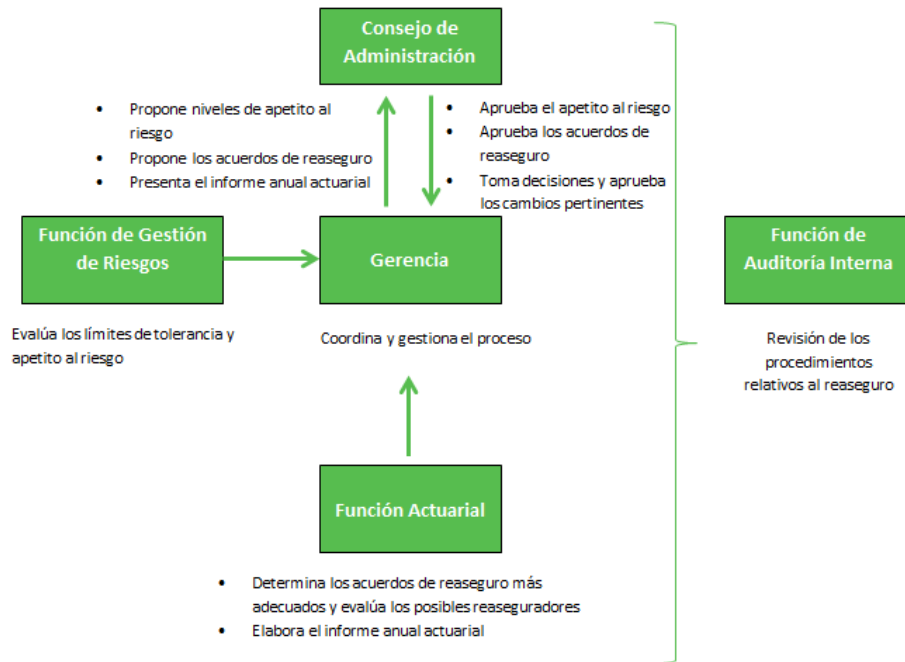 Consejo de
Administración
• Propone niveles de apetito al
riesgo
• Propone los acuerdos de reaseguro
• Presenta el informe anual actuarial
• Aprueba el apetito al riesgo
• Aprueba los acuerdos de
reaseguro
• Toma decisiones y aprueba
los cambios pertinentes
Función de Gestión
de Riesgos
Gerencia
Función de
Auditoría Interna
Evalúa los límites de tolerancia y
apetito al riesgo
Coordina y gestiona el proceso
Revisión de los
procedimientos
relativos al reaseguro
Función Actuarial
• Determina los acuerdos de reaseguro más
adecuados y evalúa los posibles reaseguradores
• Elabora el informe anual actuarial